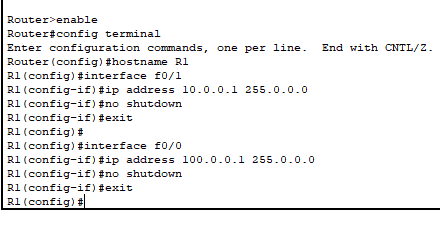 Router>enable
Router#config terminal
Enter configuration commands, one per line.  End with CNTL/Z.
Router(config)#hostname R1
R1(config)#interface f0/1
R1(config-if)#ip address 10.0.0.1 255.0.0.0
R1(config-if)#no shutdown
R1(config-if)#exit
R1(config)#
R1(config)#interface f0/0
R1(config-if)#ip address 100.0.0.1 255.0.0.0
R1(config-if)#no shutdown
R1(config-if)#exit
R1(config)#